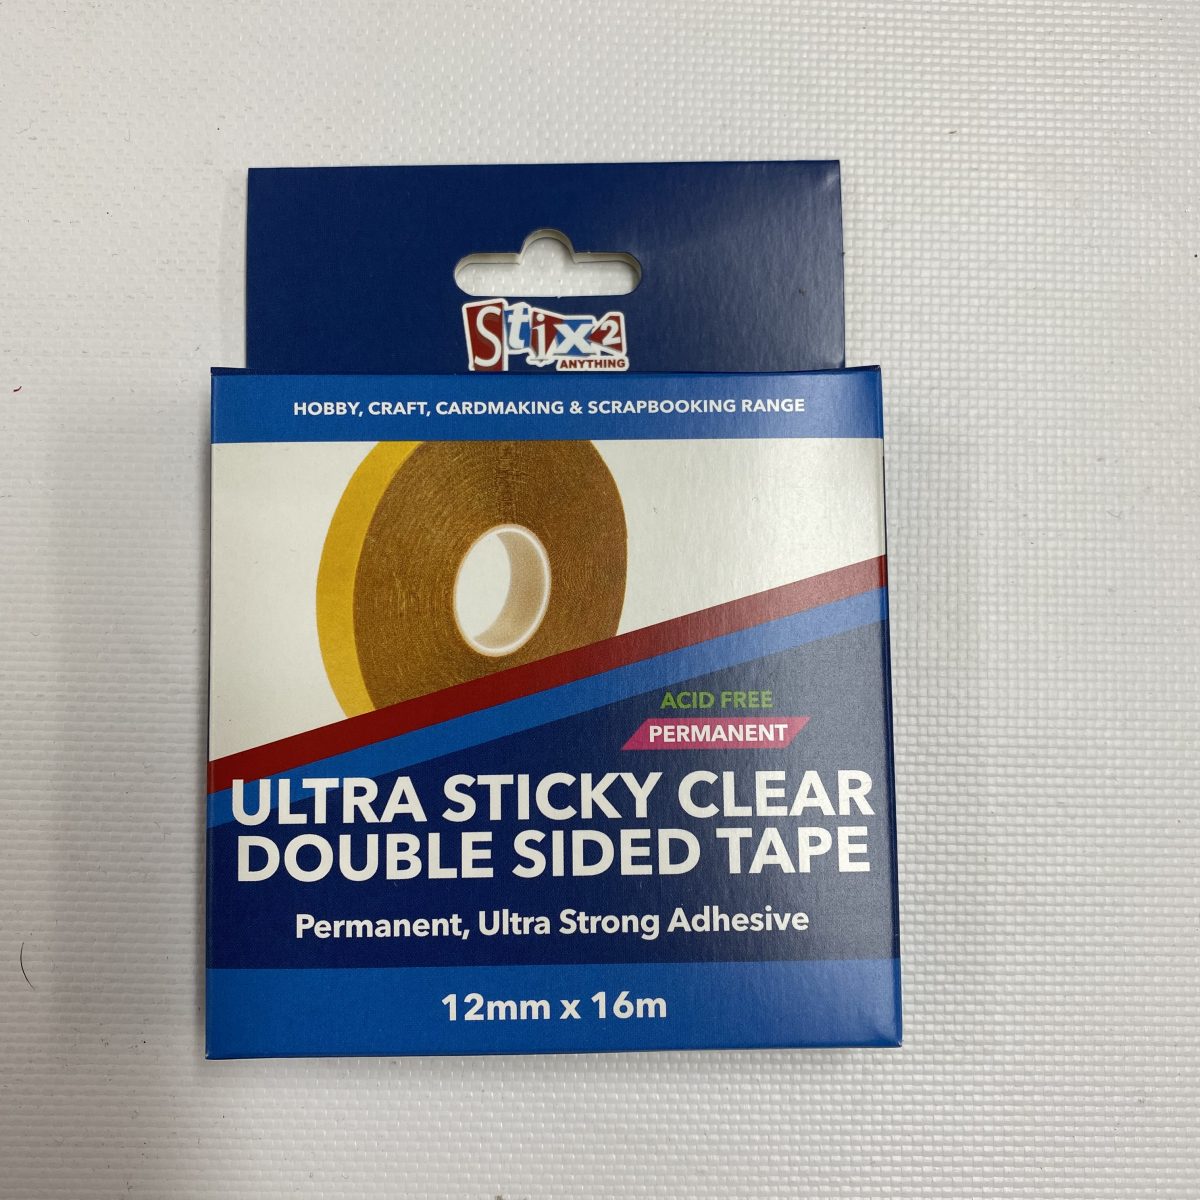 Stix2
ANYTHING
HOBBY, CRAFT, CARDMAKING & SCRAPBOOKING RANGE
ACID FREE
PERMANENT
ULTRA STICKY CLEAR
DOUBLE SIDED TAPE
Permanent, Ultra Strong Adhesive
12mm x 16m